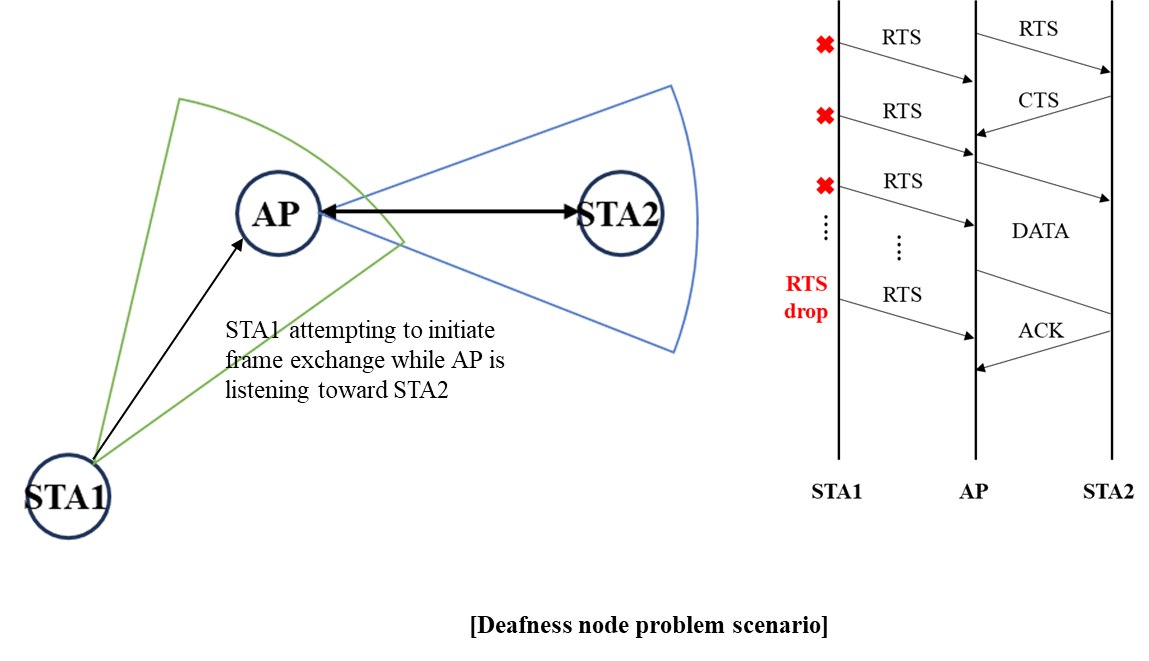 AP
STA2
STA1 attempting to initiate
frame exchange while AP is
listening toward STA2
STA1
RTS
RTS
RTS
CTS
RTS
DATA
RTS
drop
RTS
ACK
STA1
AP
STA2
[Deafness node problem scenario]